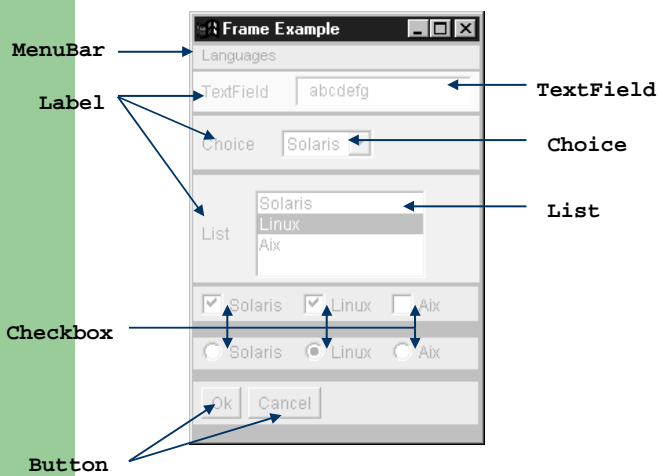 Frame Example
MenuBar
Languages
TextField abcdefg
TextField
Label
Choice Solaris
Choice
List
Solaris
Linux
Aix
List
Solaris Linux Aix
Checkbox
Solaris Linux Aix
Ok Cancel
Button